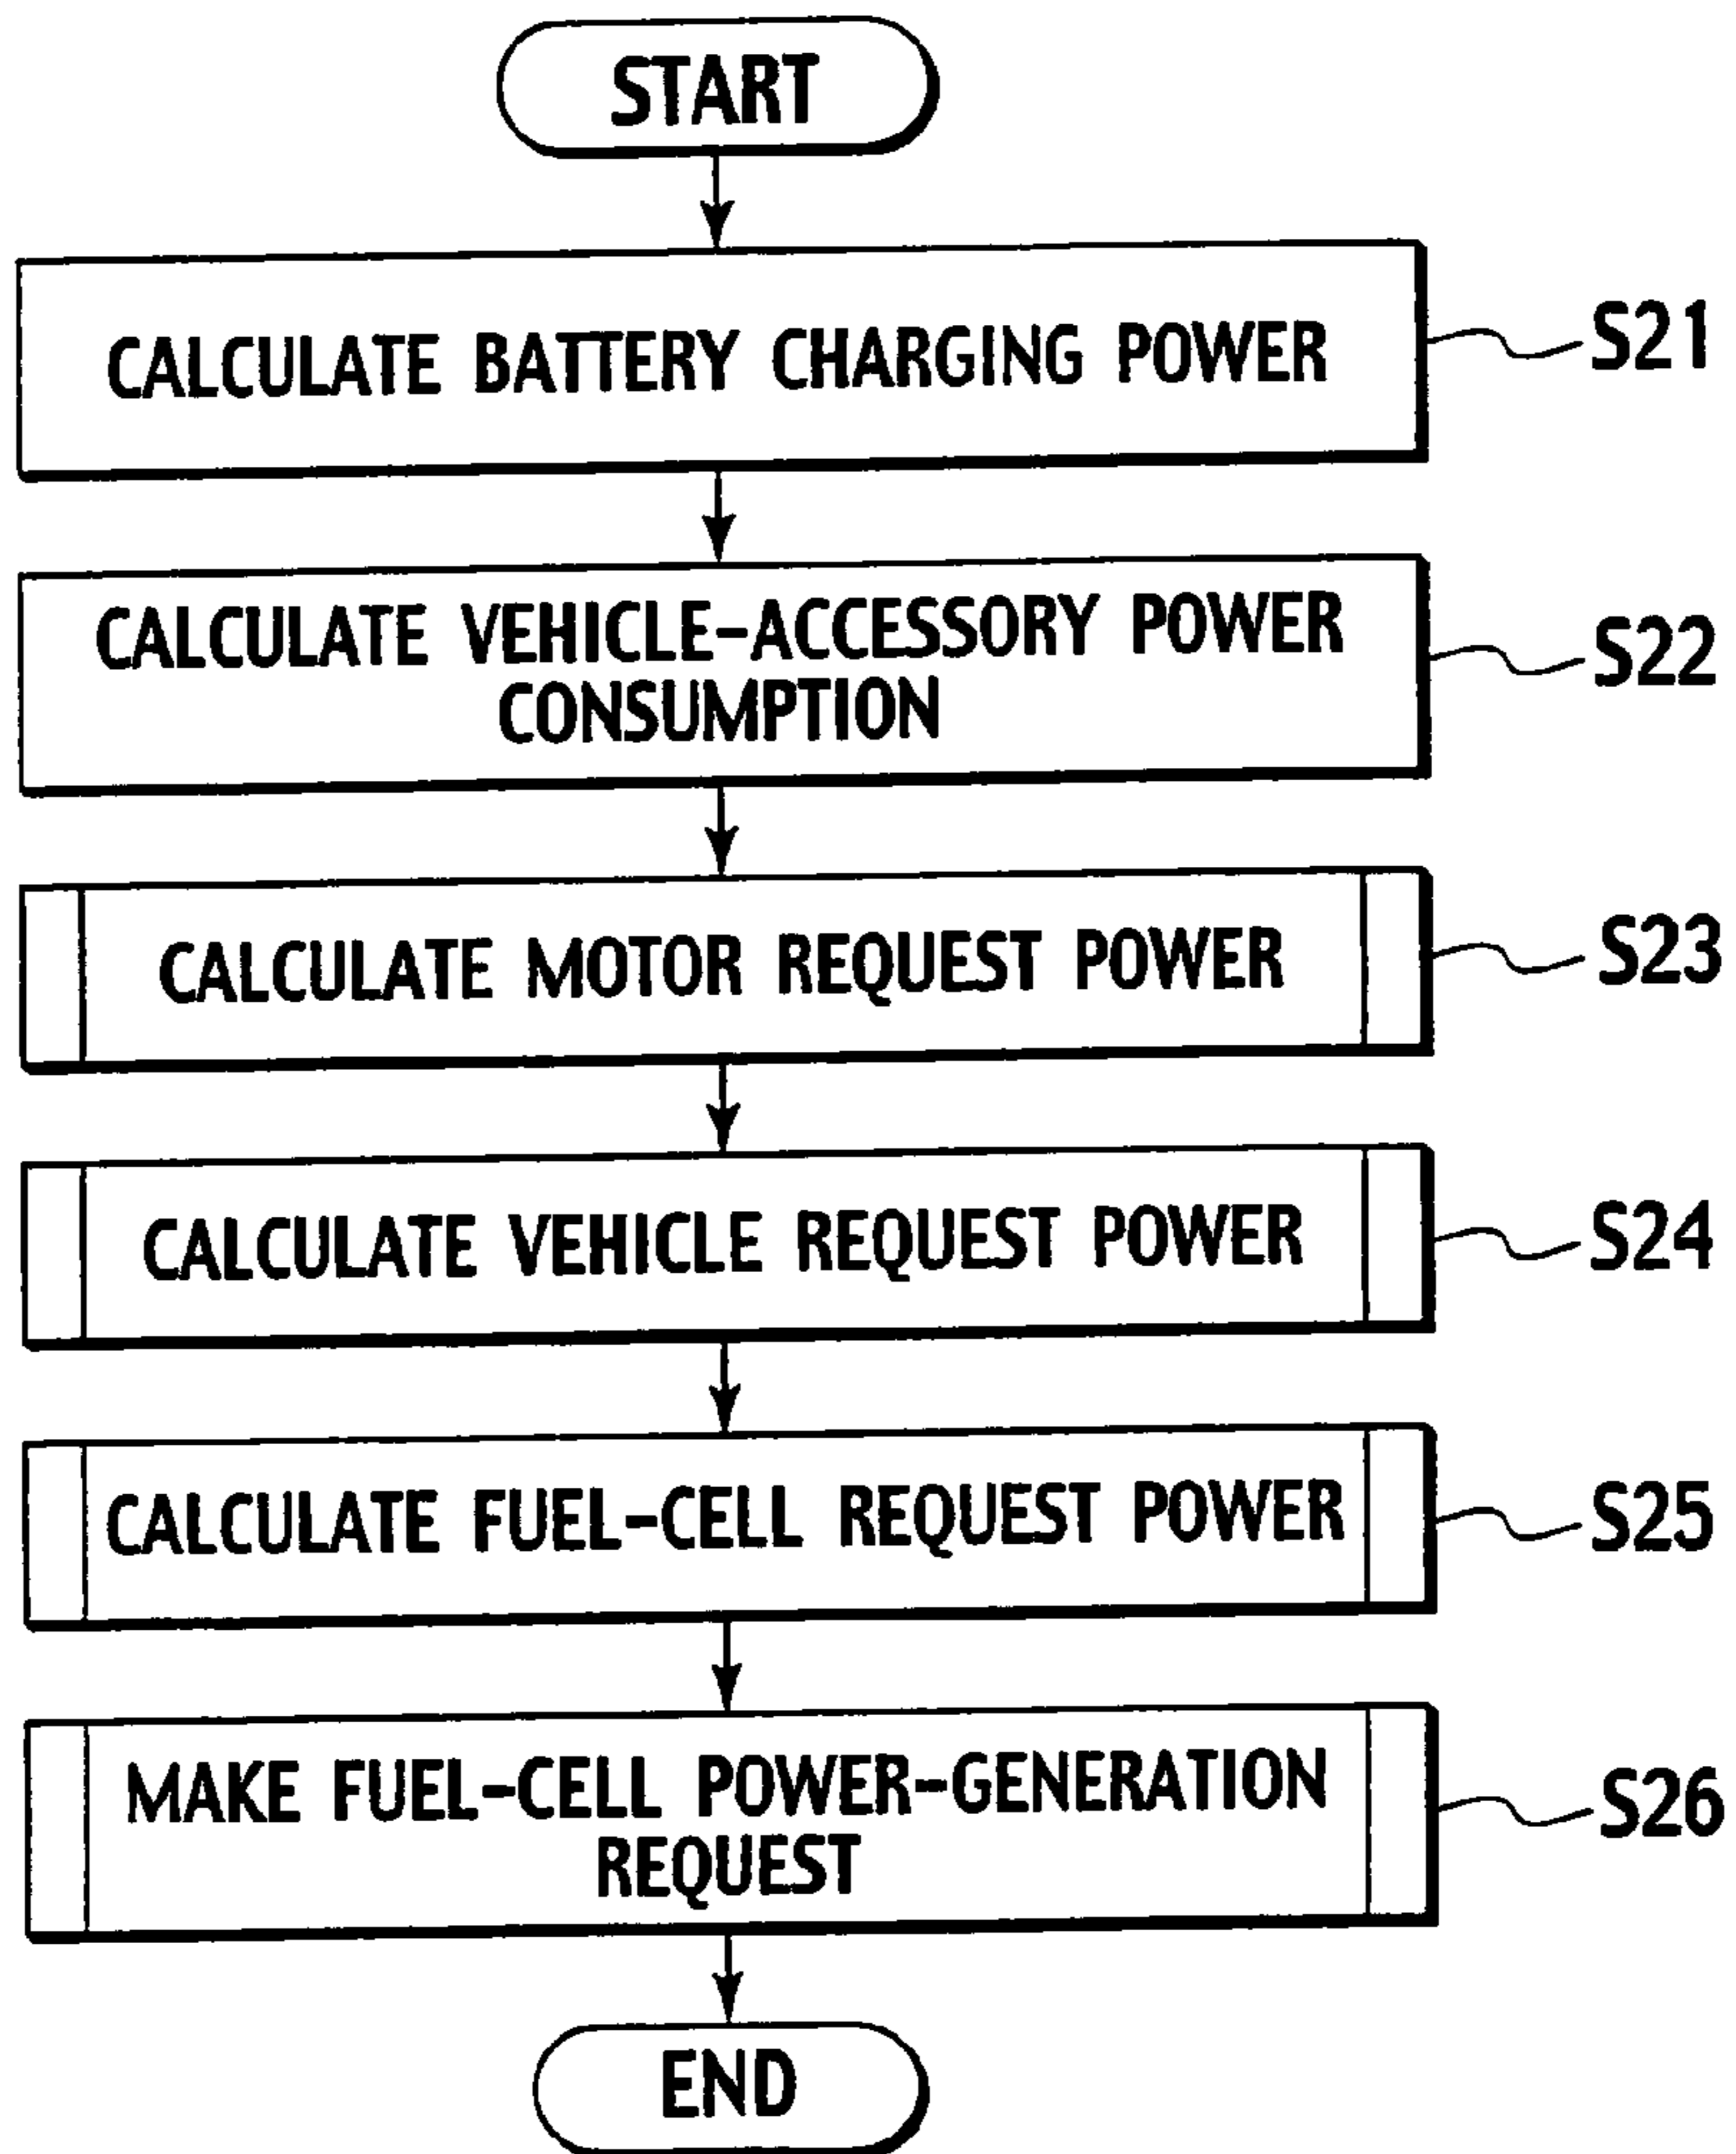 START
CALCULATE BATTERY CHARGING POWER
S21
CALCULATE VEHICLE-ACCESSORY POWER
CONSUMPTION
S22
CALCULATE MOTOR REQUEST POWER
S23
CALCULATE VEHICLE REQUEST POWER
S24
CALCULATE FUEL-CELL REQUEST POWER
S25
MAKE FUEL-CELL POWER-GENERATION
REQUEST
S26
END